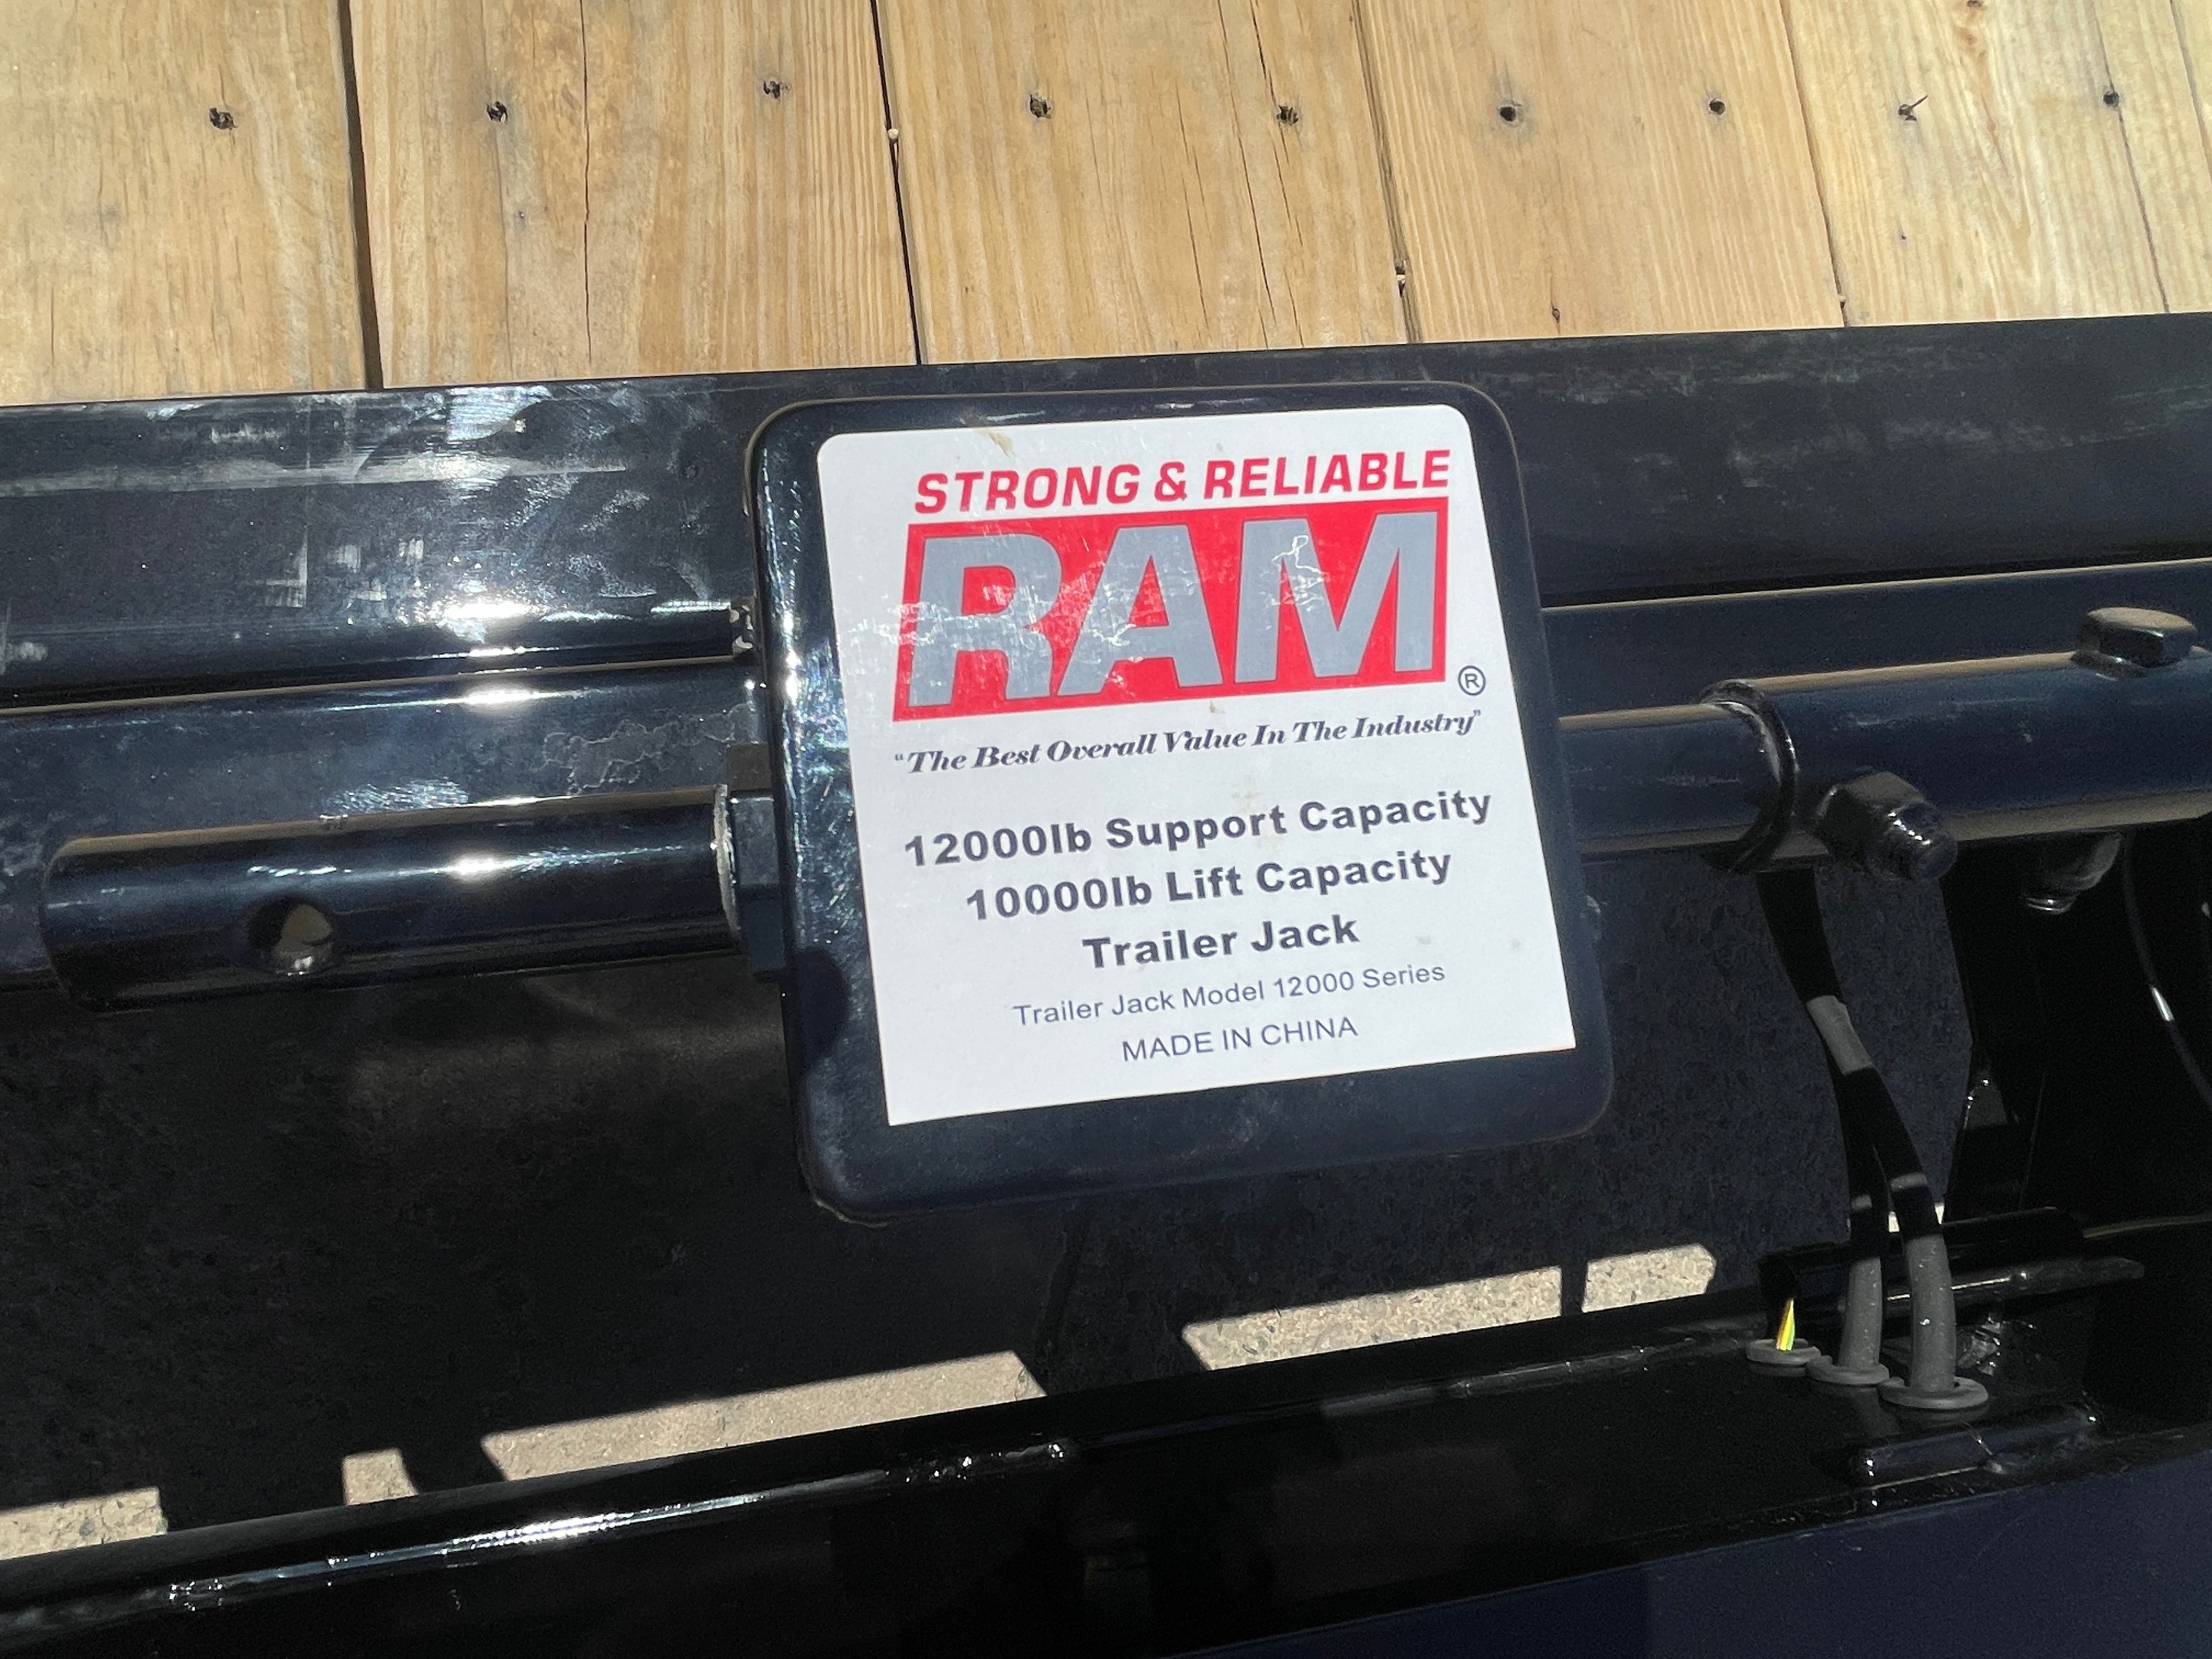 STRONG & RELIABLE
RAM®
“The Best Overall Value In The Industry”
12000lb Support Capacity
10000lb Lift Capacity
Trailer Jack
Trailer Jack Model 12000 Series
MADE IN CHINA